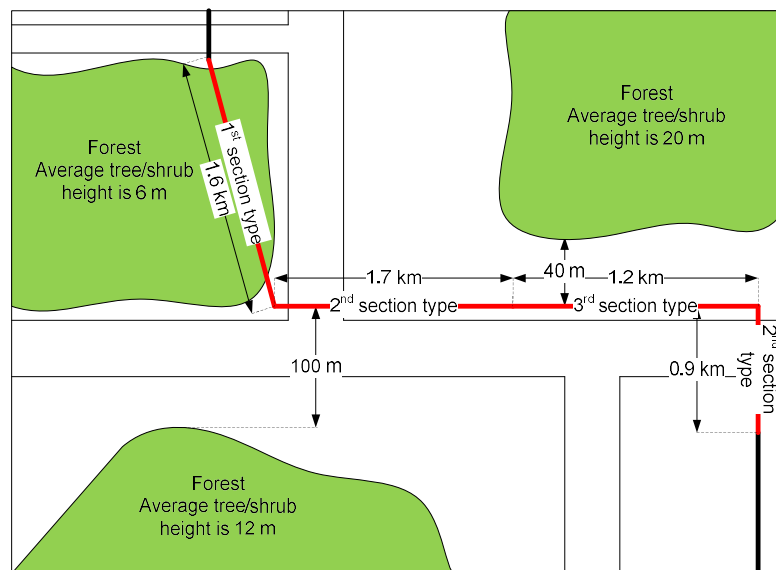 Forest
Average tree/shrub
height is 6 m
1st section type
1.6 km
Forest
Average tree/shrub
height is 20 m
1.7 km
40 m
1.2 km
2nd section type
3rd section type
100 m
0.9 km
2nd section
type
Forest
Average tree/shrub
height is 12 m